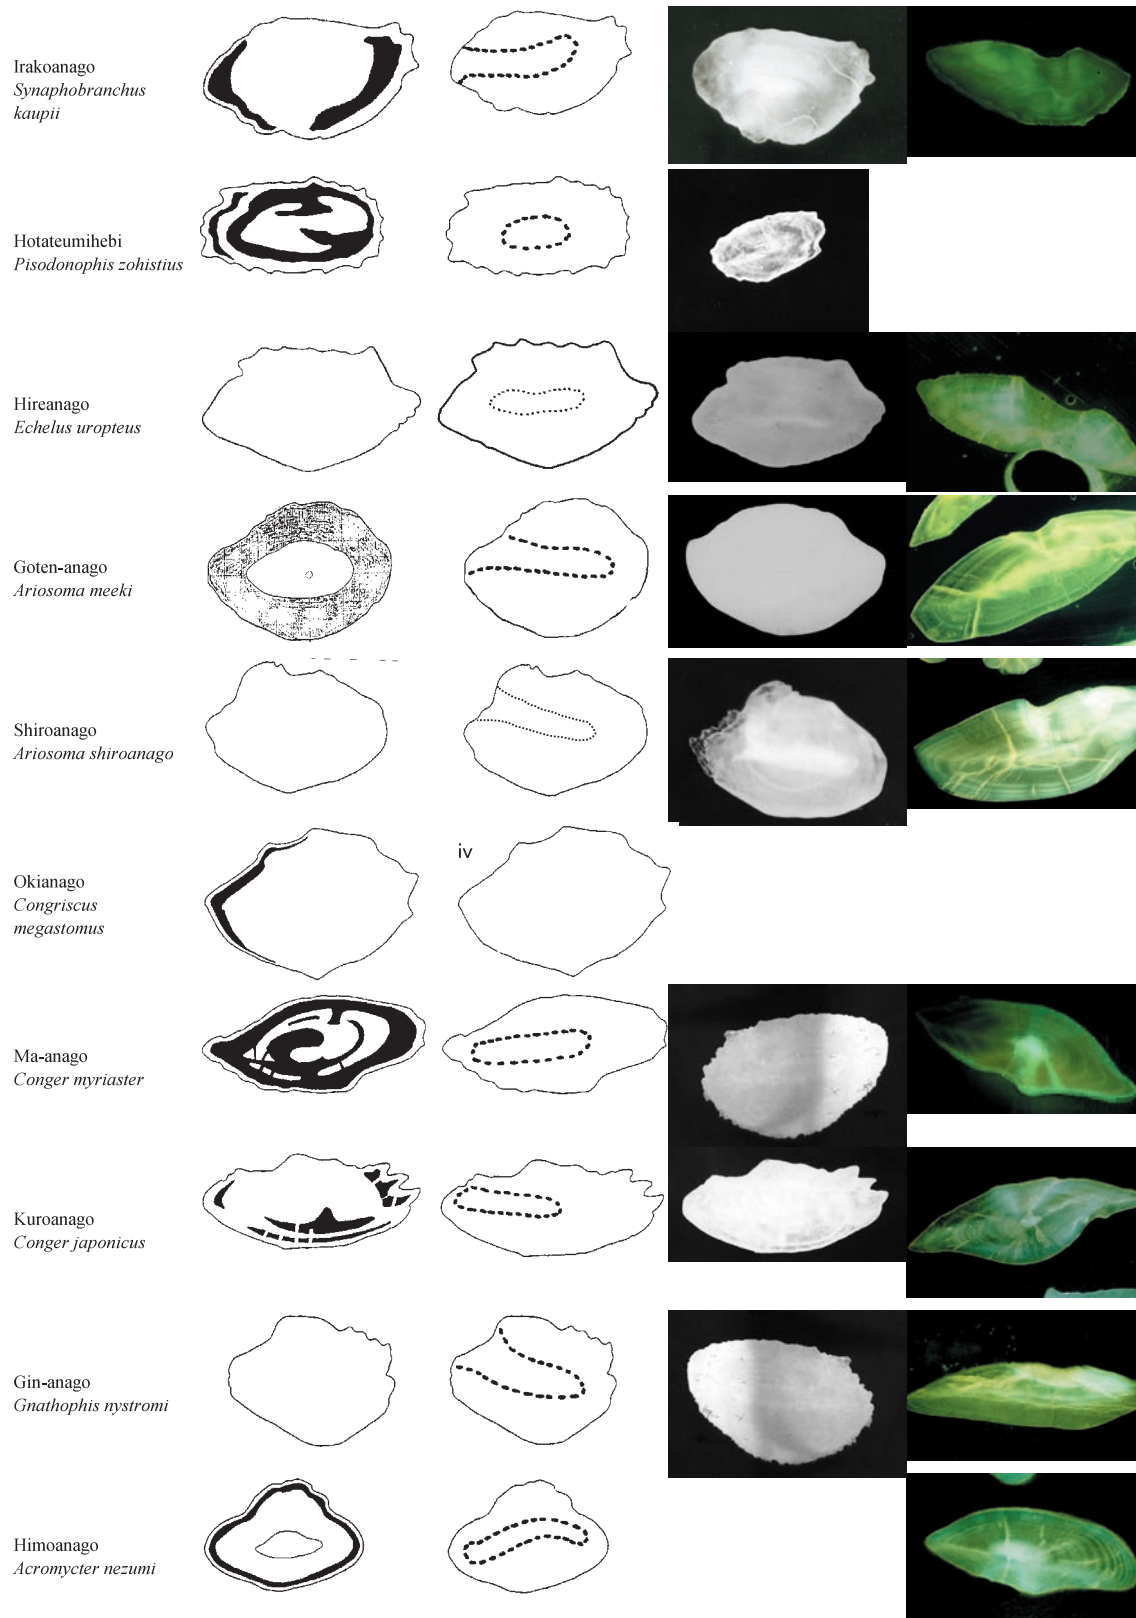 Irakoanago
Synaphobranchus
kaupii
Hotateumihebi
Pisodonophis zohistius
Hireanago
Echelus uropteus
Goten-anago
Ariosoma meeki
Shiroanago
Ariosoma shiroanago
iv
Okianago
Congriscus
megastomus
Ma-anago
Conger myriaster
Kuroanago
Conger japonicus
Gin-anago
Gnathophis nystromi
Himoanago
Acromycter nezumi